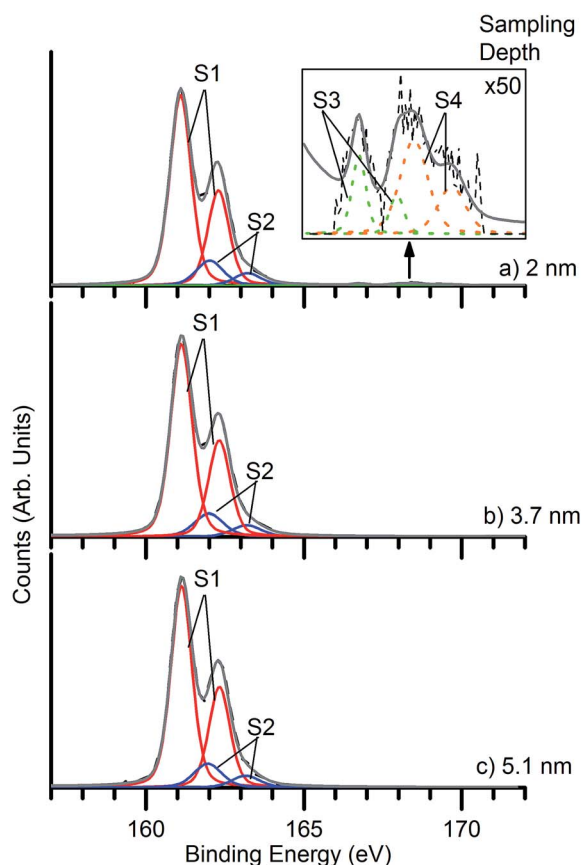 Sampling
Depth
x50
S1
S3
S4
S2
a) 2 nm
S1
S2
b) 3.7 nm
S1
S2
c) 5.1 nm
Counts (Arb. Units)
160
165
170
Binding Energy (eV)